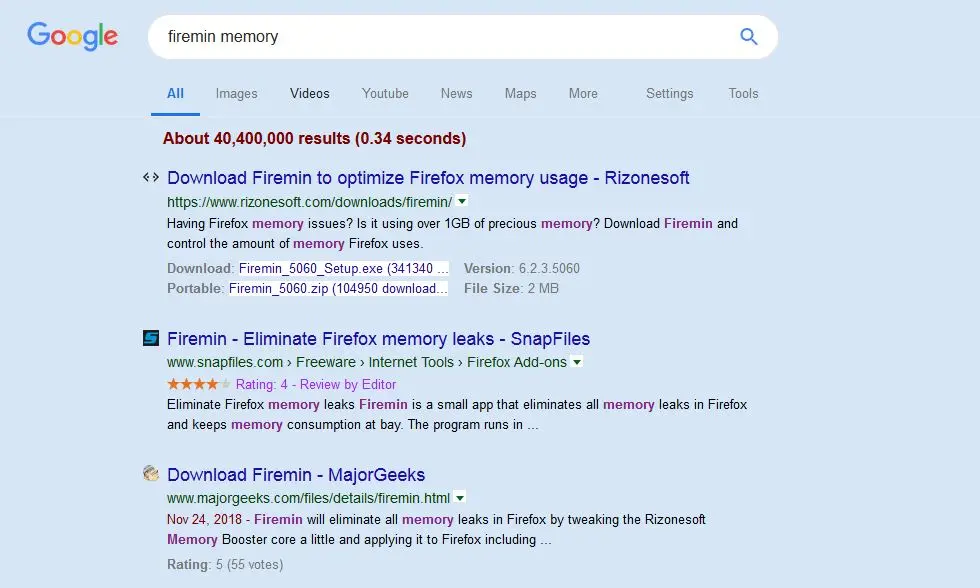 Google
firemin memory
All Images Videos Youtube News Maps More Settings Tools
About 40,400,000 results (0.34 seconds)
Download Firemin to optimize Firefox memory usage - Rizonesoft
https://www.rizonesoft.com/downloads/firemin/
Having Firefox memory issues? Is it using over 1GB of precious memory? Download Firemin and
control the amount of memory Firefox uses.
Download: Firemin_5060_Setup.exe (341340 ... Version: 6.2.3.5060
Portable: Firemin_5060.zip (104950 download... File Size: 2 MB
Firemin - Eliminate Firefox memory leaks - SnapFiles
www.snapfiles.com › Freeware › Internet Tools › Firefox Add-ons
Rating: 4 - Review by Editor
Eliminate Firefox memory leaks Firemin is a small app that eliminates all memory leaks in Firefox
and keeps memory consumption at bay. The program runs in ...
Download Firemin - MajorGeeks
www.majorgeeks.com/files/details/firemin.html
Nov 24, 2018 - Firemin will eliminate all memory leaks in Firefox by tweaking the Rizonesoft
Memory Booster core a little and applying it to Firefox including ...
Rating: 5 (55 votes)